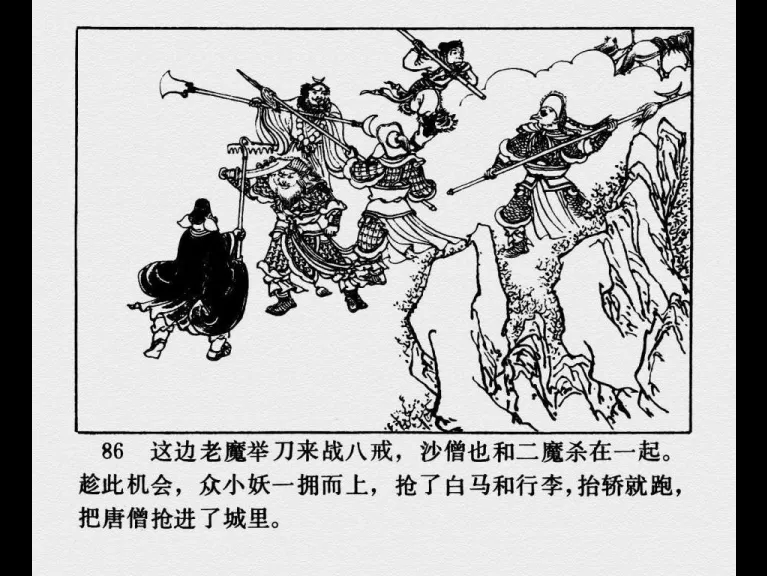 86 这边老魔举刀来战八戒，沙僧也和二魔杀在一起。
趁此机会，众小妖一拥而上，抢了白马和行李，抬轿就跑，
把唐僧抢进了城里。